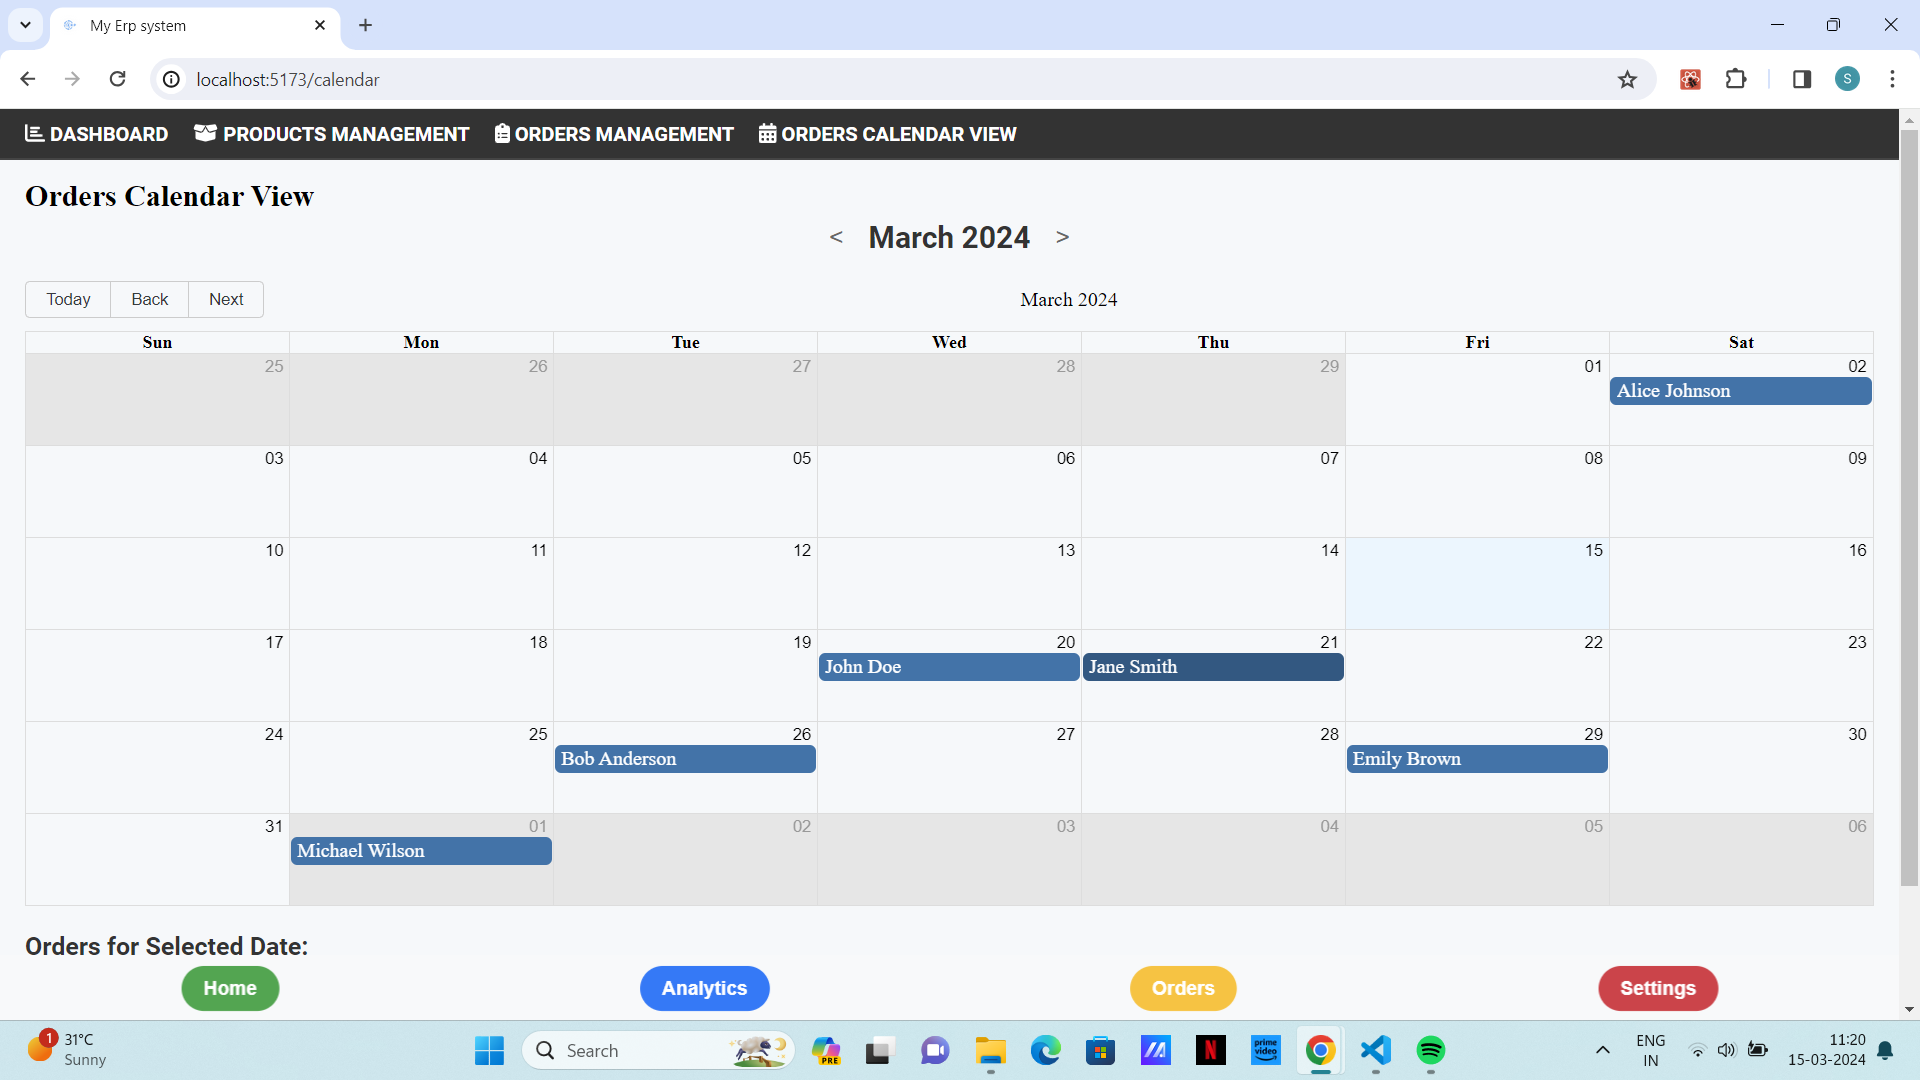 My Erp system
localhost:5173/calendar
S
DASHBOARD PRODUCTS MANAGEMENT ORDERS MANAGEMENT ORDERS CALENDAR VIEW
Orders Calendar View
< March 2024 >
Today Back Next
March 2024
Sun Mon Tue Wed Thu Fri Sat
25 26 27 28 29 01 02
Alice Johnson
03 04 05 06 07 08 09
10 11 12 13 14 15 16
17 18 19 20 21 22 23
John Doe Jane Smith
24 25 26 27 28 29 30
Bob Anderson Emily Brown
31 01 02 03 04 05 06
Michael Wilson
Orders for Selected Date:
Home Analytics Orders Settings
1
31°C
Sunny
Search
PRE
N
prime
video
ENG
IN
11:20
15-03-2024